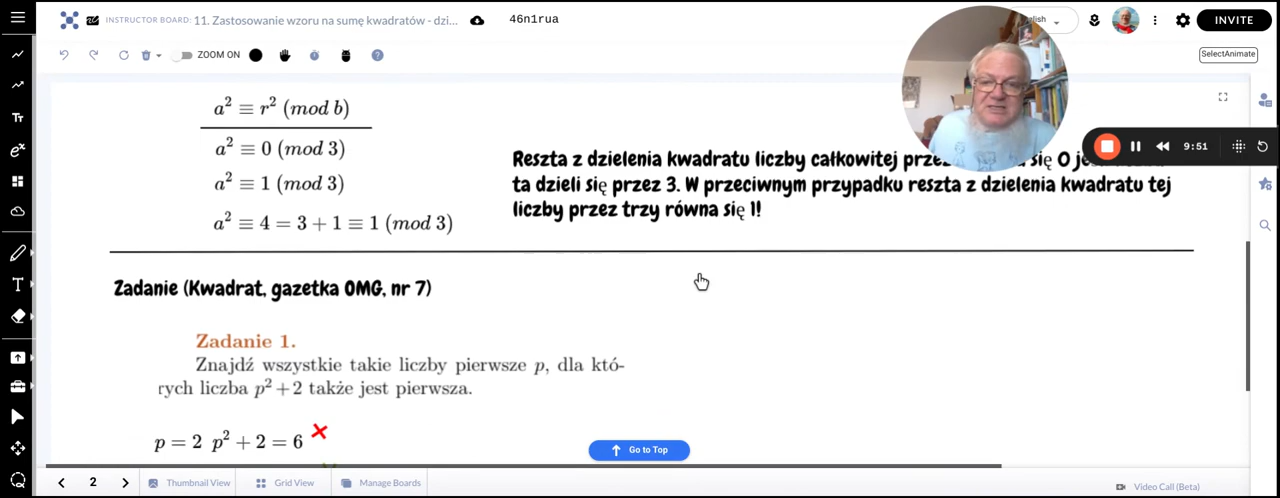 INSTRUCTOR BOARD: 11. Zastosowanie wzoru na sumę kwadratów - dzi...
46n1rua
INVITE
ZOOM ON
SelectAnimate
a² ≡ r² (mod b)
a² ≡ 0 (mod 3)
a² ≡ 1 (mod 3)
a² ≡ 4 = 3 + 1 ≡ 1 (mod 3)
9:51
Reszta z dzielenia kwadratu liczby całkowitej się 0
ta dzieli się przez 3. W przeciwnym przypadku reszta z dzielenia kwadratu tej
liczby przez trzy równa się 1!
Zadanie (Kwadrat, gazetka OMG, nr 7)
Zadanie 1.
Znajdź wszystkie takie liczby pierwsze p, dla któ-
rych liczba p² + 2 także jest pierwsza.
p = 2 p² + 2 = 6 ×
Go to Top
2
Thumbnail View
Grid View
Manage Boards
Video Call (Beta)